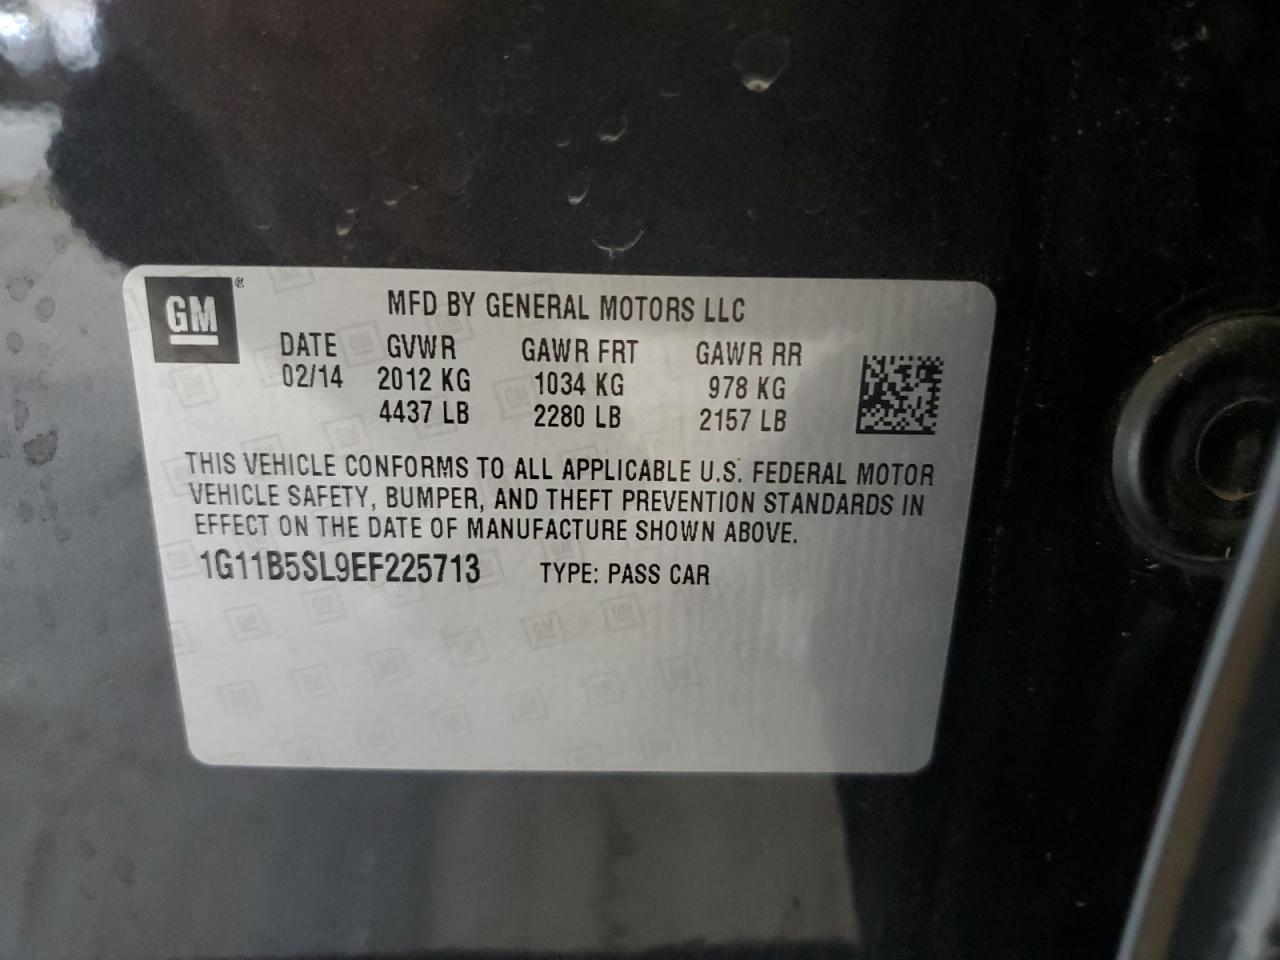 GM®
MFD BY GENERAL MOTORS LLC
DATE GVWR GAWR FRT GAWR RR
02/14 2012 KG 1034 KG 978 KG
4437 LB 2280 LB 2157 LB
THIS VEHICLE CONFORMS TO ALL APPLICABLE U.S. FEDERAL MOTOR
VEHICLE SAFETY, BUMPER, AND THEFT PREVENTION STANDARDS IN
EFFECT ON THE DATE OF MANUFACTURE SHOWN ABOVE.
1G11B5SL9EF225713 TYPE: PASS CAR